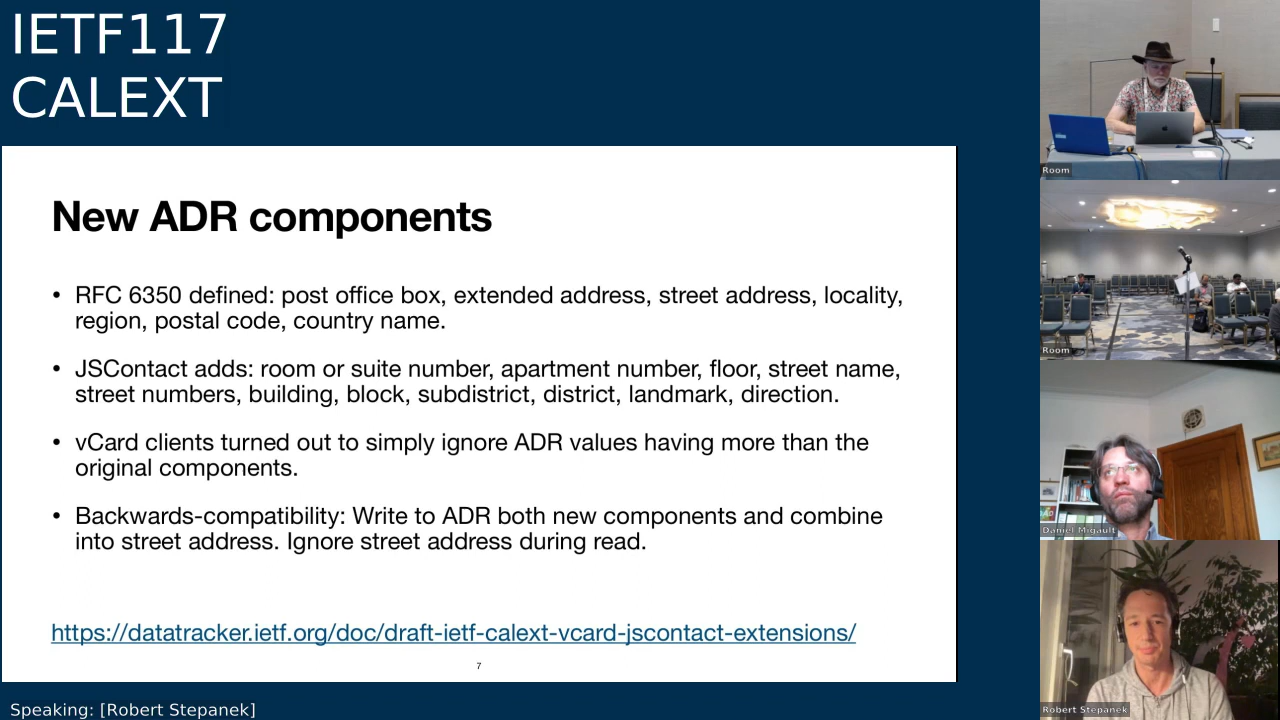 IETF117
CALEXT
New ADR components
• RFC 6350 defined: post office box, extended address, street address, locality,
region, postal code, country name.
• JSContact adds: room or suite number, apartment number, floor, street name,
street numbers, building, block, subdistrict, district, landmark, direction.
• vCard clients turned out to simply ignore ADR values having more than the
original components.
• Backwards-compatibility: Write to ADR both new components and combine
into street address. Ignore street address during read.
https://datatracker.ietf.org/doc/draft-ietf-calext-vcard-jscontact-extensions/
7
Speaking: [Robert Stepanek]
Room
Room
Daniel Migault
Robert Stepanek